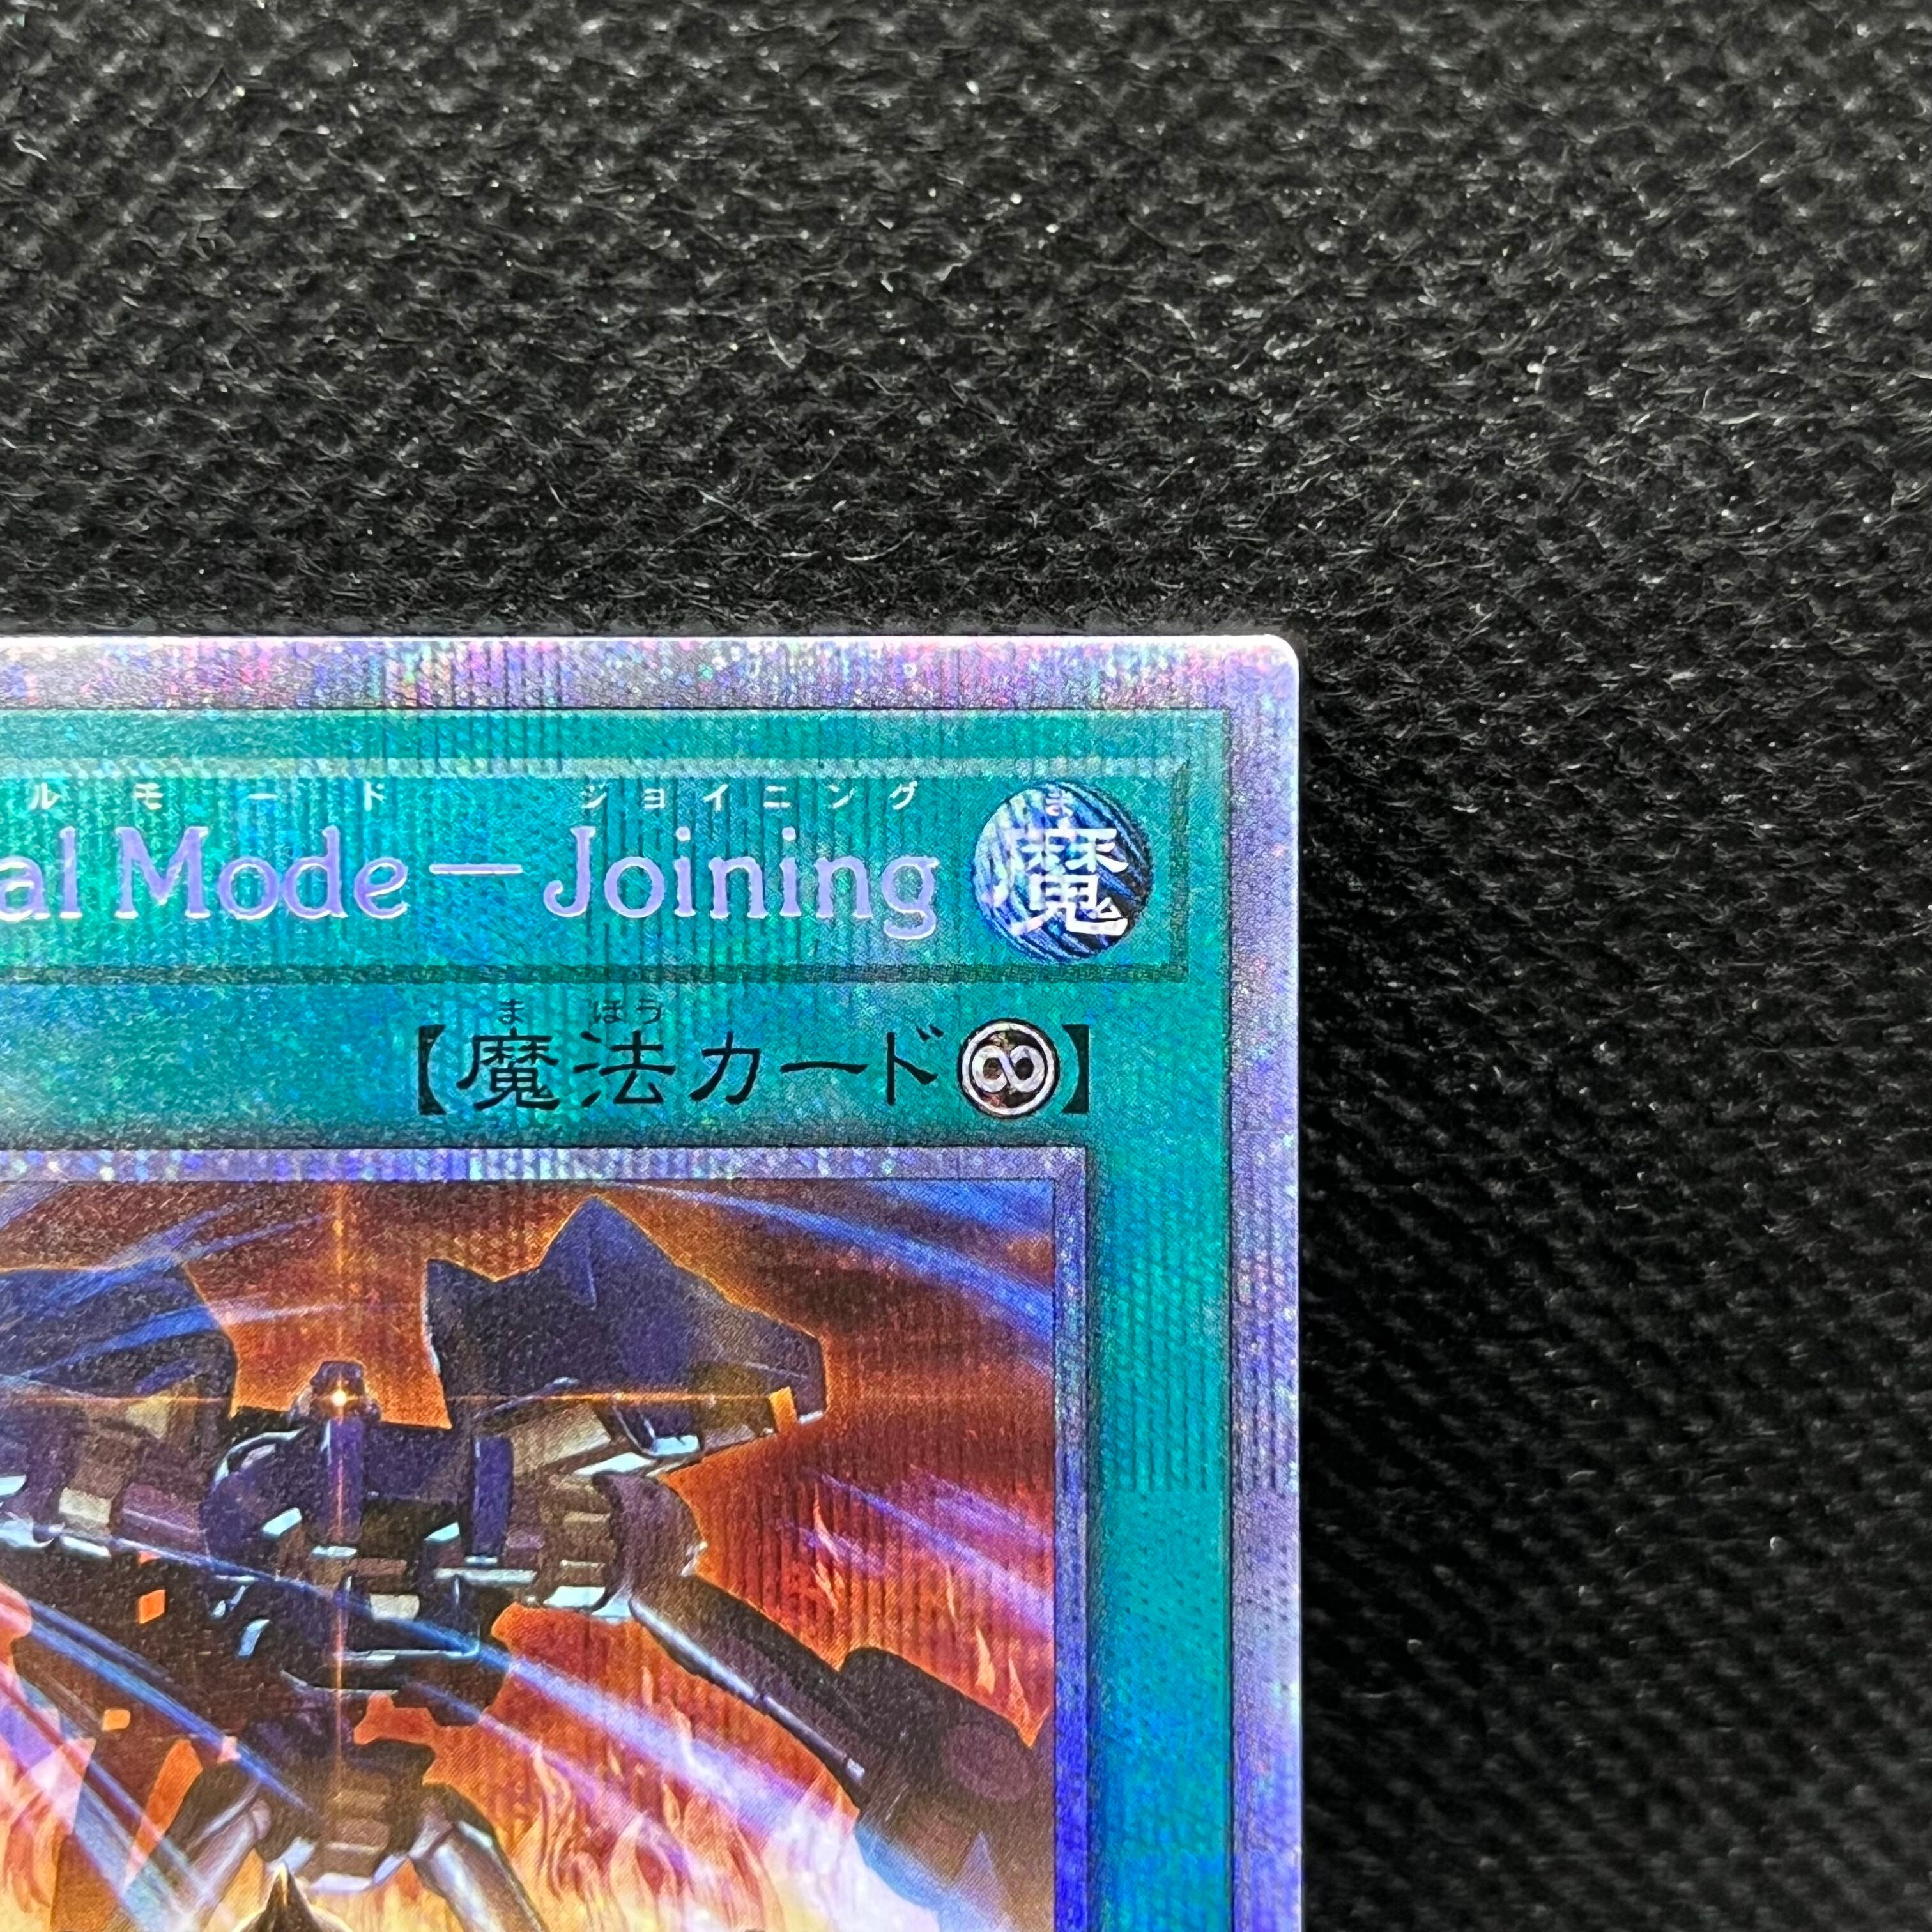 ルモード ジョイニング
al Mode－Joining
ま
魔
ま ほう
【魔法カード∞】